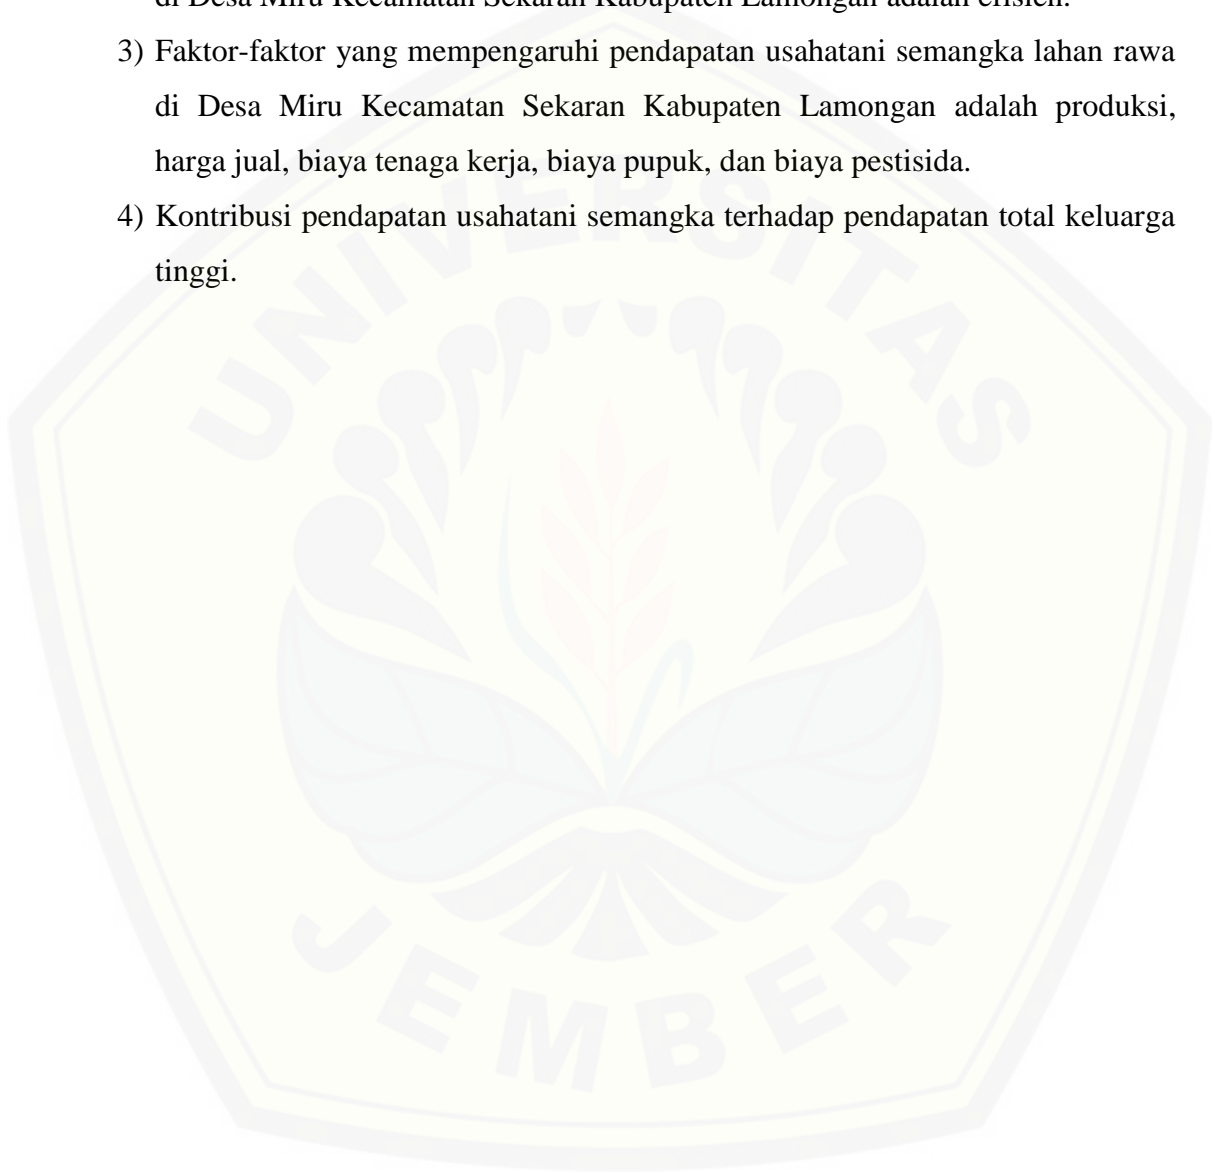 di Desa Miru Kecamatan Sekaran Kabupaten Lamongan adalah efisien.
3) Faktor-faktor yang mempengaruhi pendapatan usahatani semangka lahan rawa
di Desa Miru Kecamatan Sekaran Kabupaten Lamongan adalah produksi,
harga jual, biaya tenaga kerja, biaya pupuk, dan biaya pestisida.
4) Kontribusi pendapatan usahatani semangka terhadap pendapatan total keluarga
tinggi.
UNIVERSITAS
JEMBER